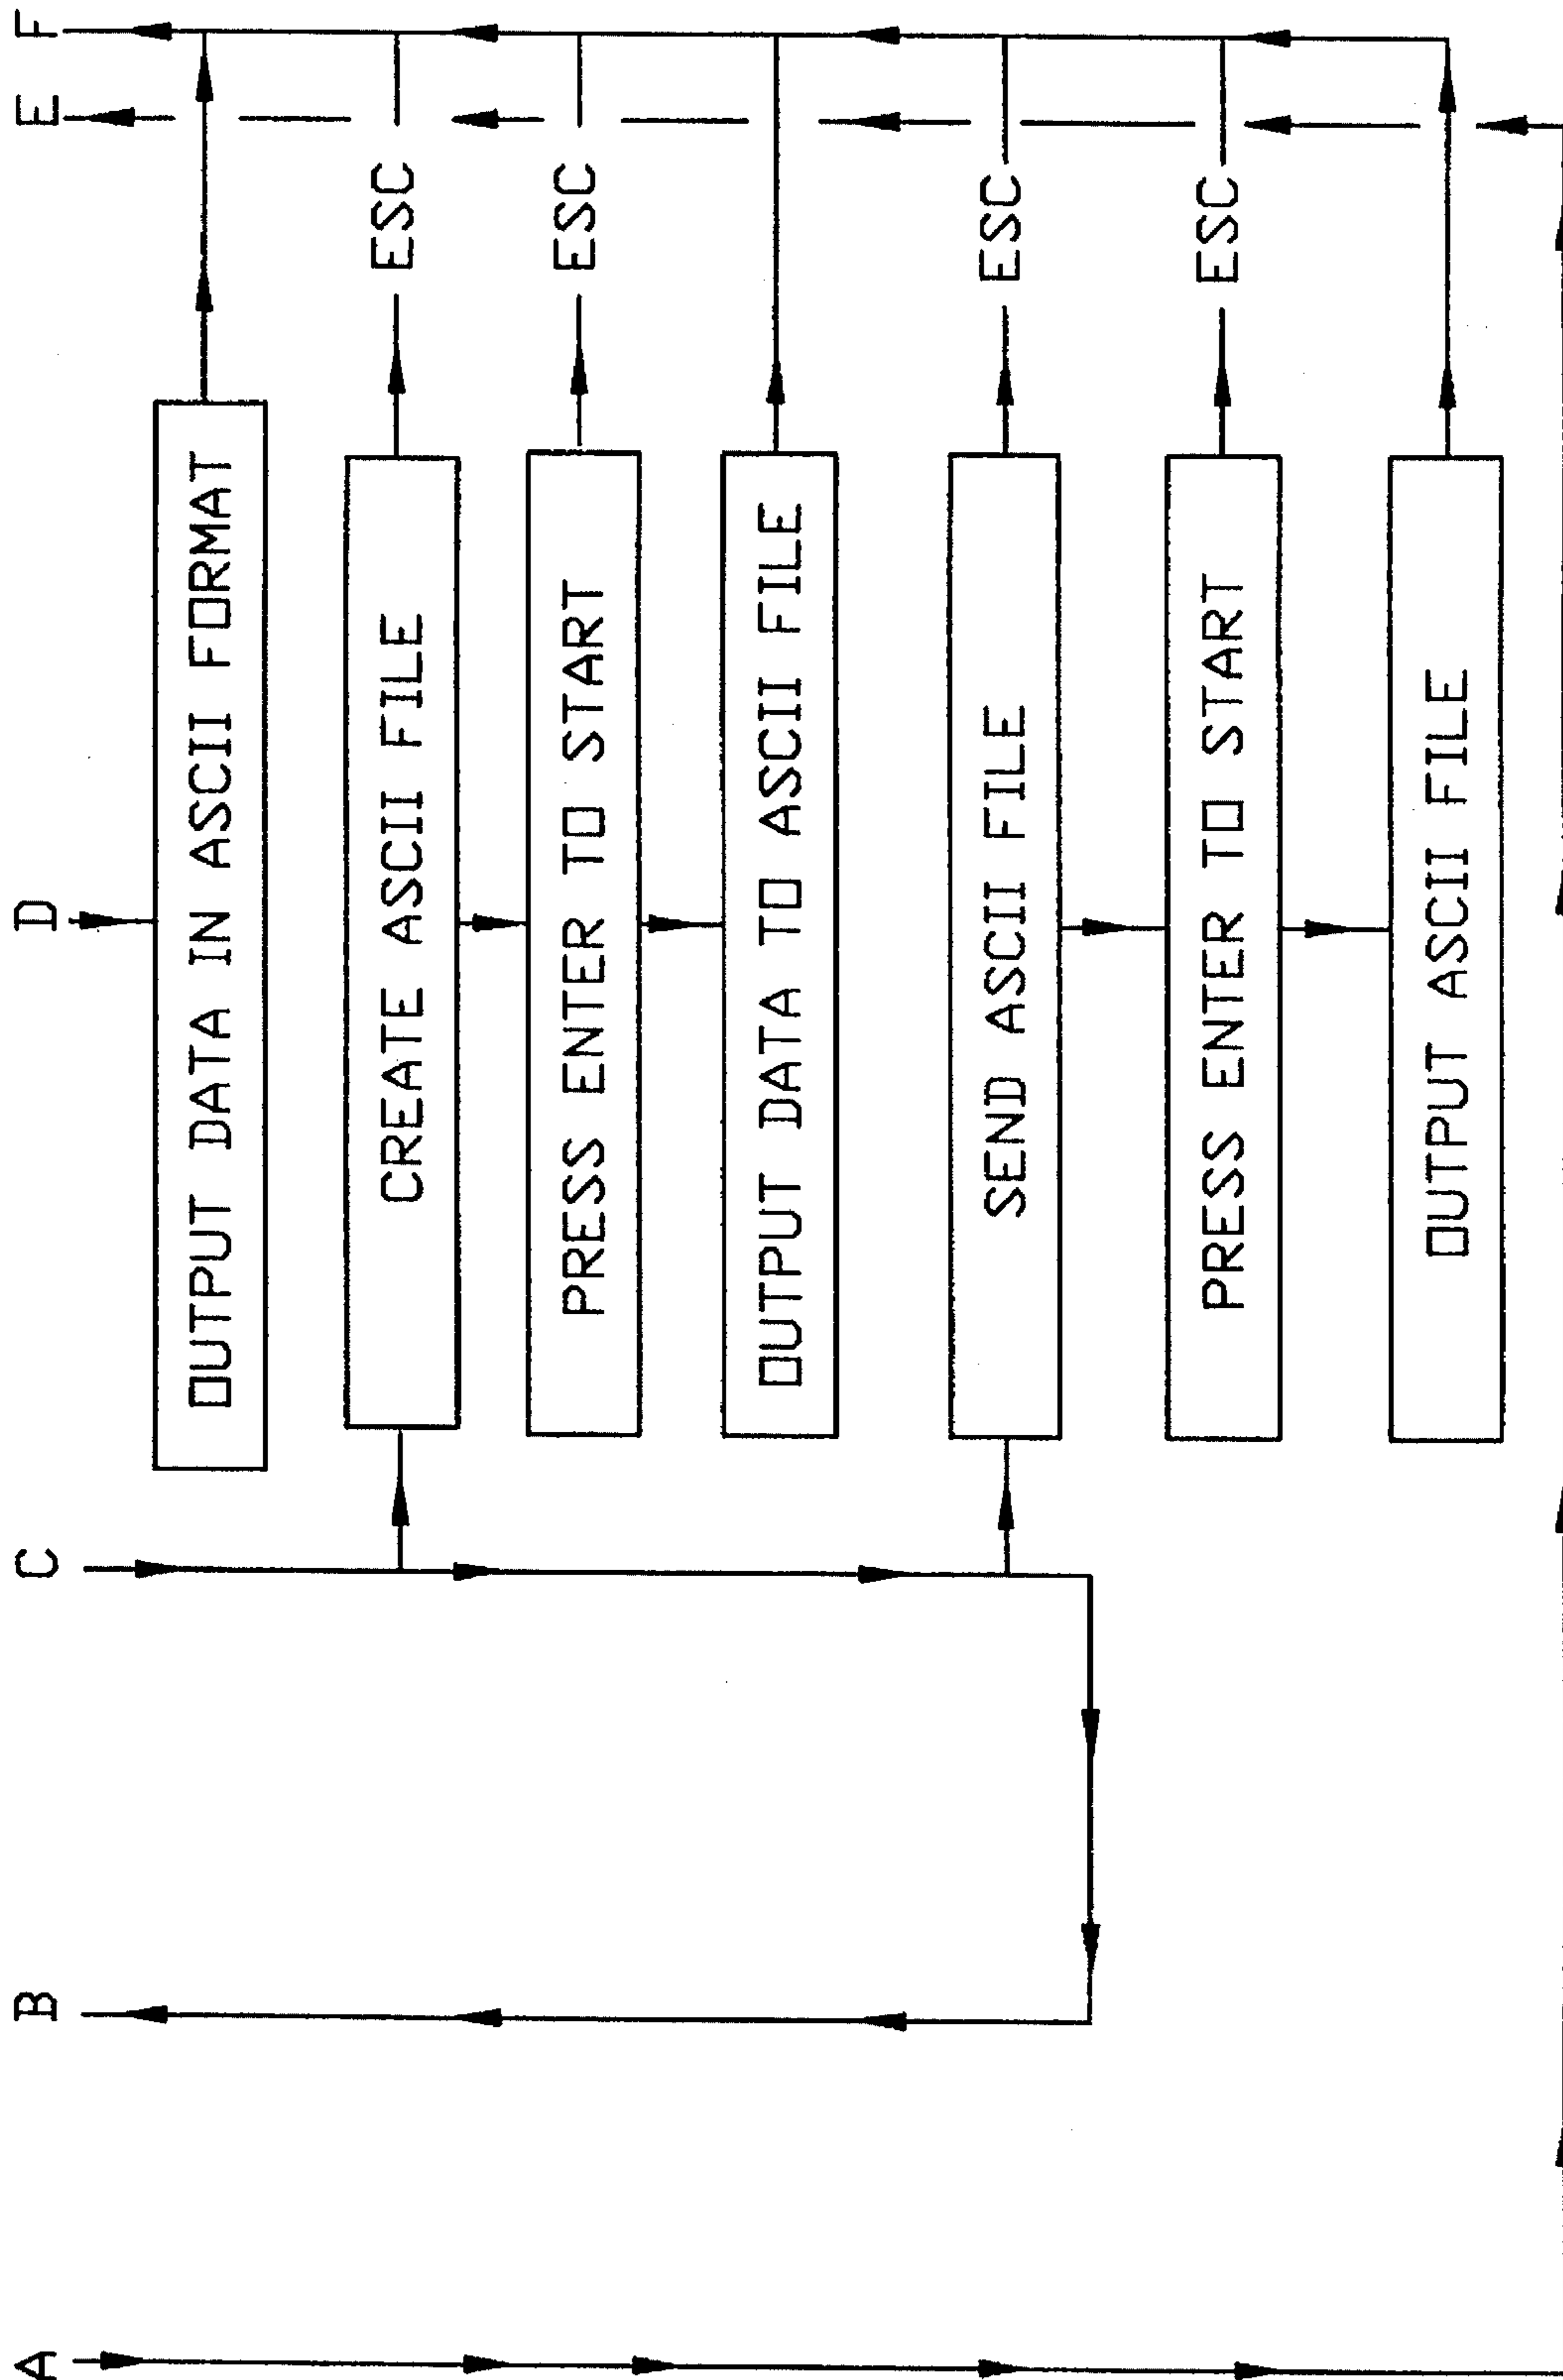 A
B
C
D
E
F
OUTPUT DATA IN ASCII FORMAT
CREATE ASCII FILE
ESC
PRESS ENTER TO START
ESC
OUTPUT DATA TO ASCII FILE
SEND ASCII FILE
ESC
PRESS ENTER TO START
ESC
OUTPUT ASCII FILE